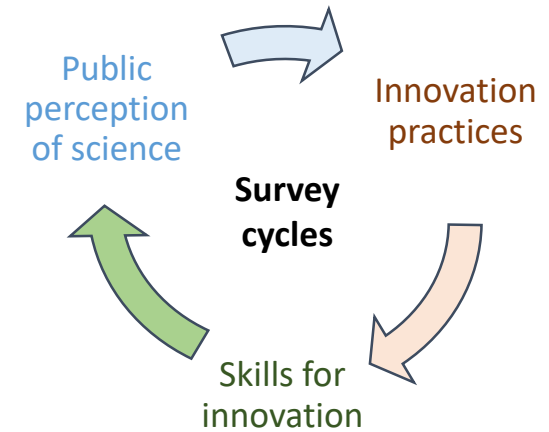 Public
perception
of science
Innovation
practices
Survey
cycles
Skills for
innovation